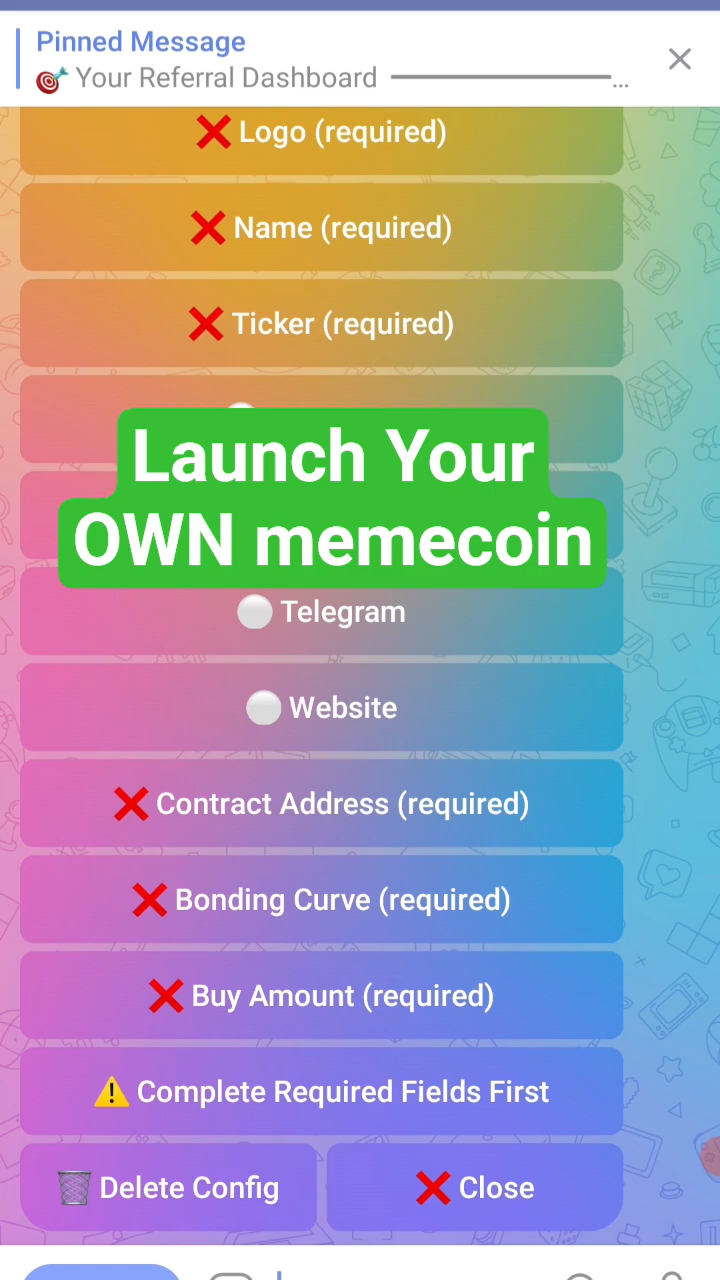 Pinned Message
🎯 Your Referral Dashboard ────────...
❌ Logo (required)
❌ Name (required)
❌ Ticker (required)
Launch Your
OWN memecoin
⚪ Telegram
⚪ Website
❌ Contract Address (required)
❌ Bonding Curve (required)
❌ Buy Amount (required)
⚠️ Complete Required Fields First
🗑️ Delete Config
❌ Close